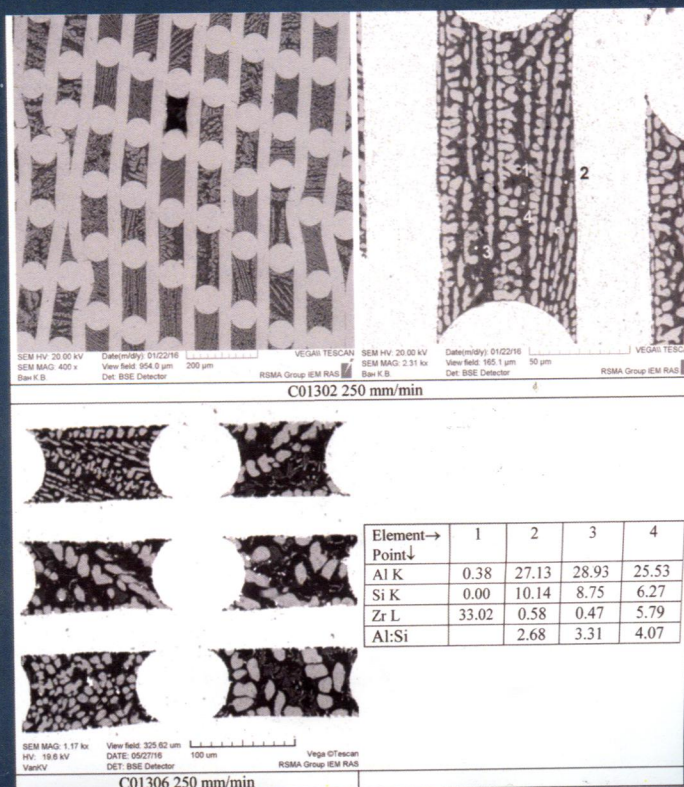 SEM HV: 20.00 kV Date(m/d/y): 01/22/16 VEGA\\ TESCAN
SEM MAG: 400 x View field: 954.0 µm 200 µm
Ван К.В. Det: BSE Detector RSMA Group IEM RAS
1
2
4
3
SEM HV: 20.00 kV Date(m/d/y): 01/22/16 VEGA\\ TESC
SEM MAG: 2.31 kx View field: 165.1 µm 50 µm
Ван К.В. Det: BSE Detector RSMA Group IEM RAS
C01302 250 mm/min
Element→ 1 2 3 4
Point↓
Al K 0.38 27.13 28.93 25.53
Si K 0.00 10.14 8.75 6.27
Zr L 33.02 0.58 0.47 5.79
Al:Si 2.68 3.31 4.07
SEM MAG: 1.17 kx View field: 325.62 um
HV: 19.6 kV DATE: 05/27/16 100 um Vega ©Tescan
VanKV DET: BSE Detector RSMA Group IEM RAS
C01306 250 mm/min